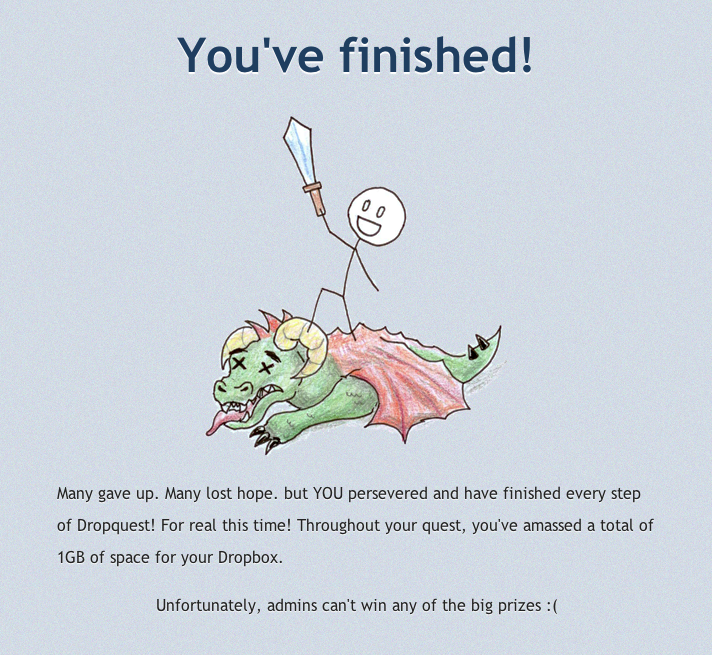 You've finished!
Many gave up. Many lost hope. but YOU persevered and have finished every step
of Dropquest! For real this time! Throughout your quest, you've amassed a total of
1GB of space for your Dropbox.
Unfortunately, admins can't win any of the big prizes :(